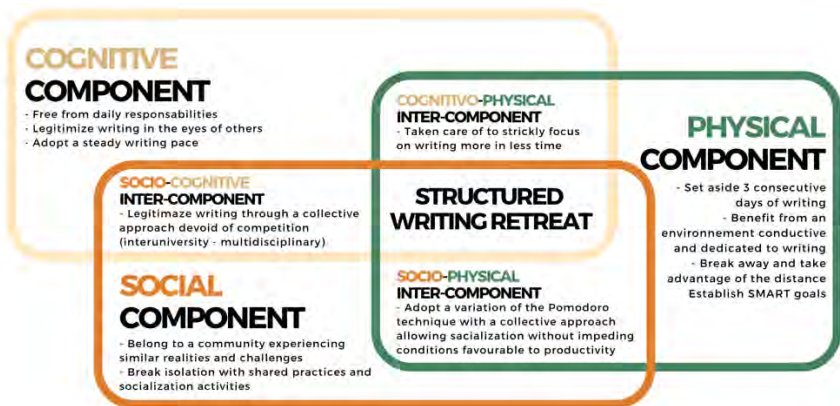 COGNITIVE
COMPONENT
- Free from daily responsabilities
- Legitimize writing in the eyes of others
- Adopt a steady writing pace
COGNITIVO-PHYSICAL
INTER-COMPONENT
- Taken care of to strickly focus
on writing more in less time
PHYSICAL
COMPONENT
- Set aside 3 consecutive
days of writing
- Benefit from an
environnement conductive
and dedicated to writing
- Break away and take
advantage of the distance
Establish SMART goals
SOCIO-COGNITIVE
INTER-COMPONENT
- Legitimaze writing through a collective
approach devoid of competition
(interuniversity - multidisciplinary)
STRUCTURED
WRITING RETREAT
SOCIAL
COMPONENT
- Belong to a community experiencing
similar realities and challenges
- Break isolation with shared practices and
socialization activities
SOCIO-PHYSICAL
INTER-COMPONENT
- Adopt a variation of the Pomodoro
technique with a collective approach
allowing sacialization without impeding
conditions favourable to productivity